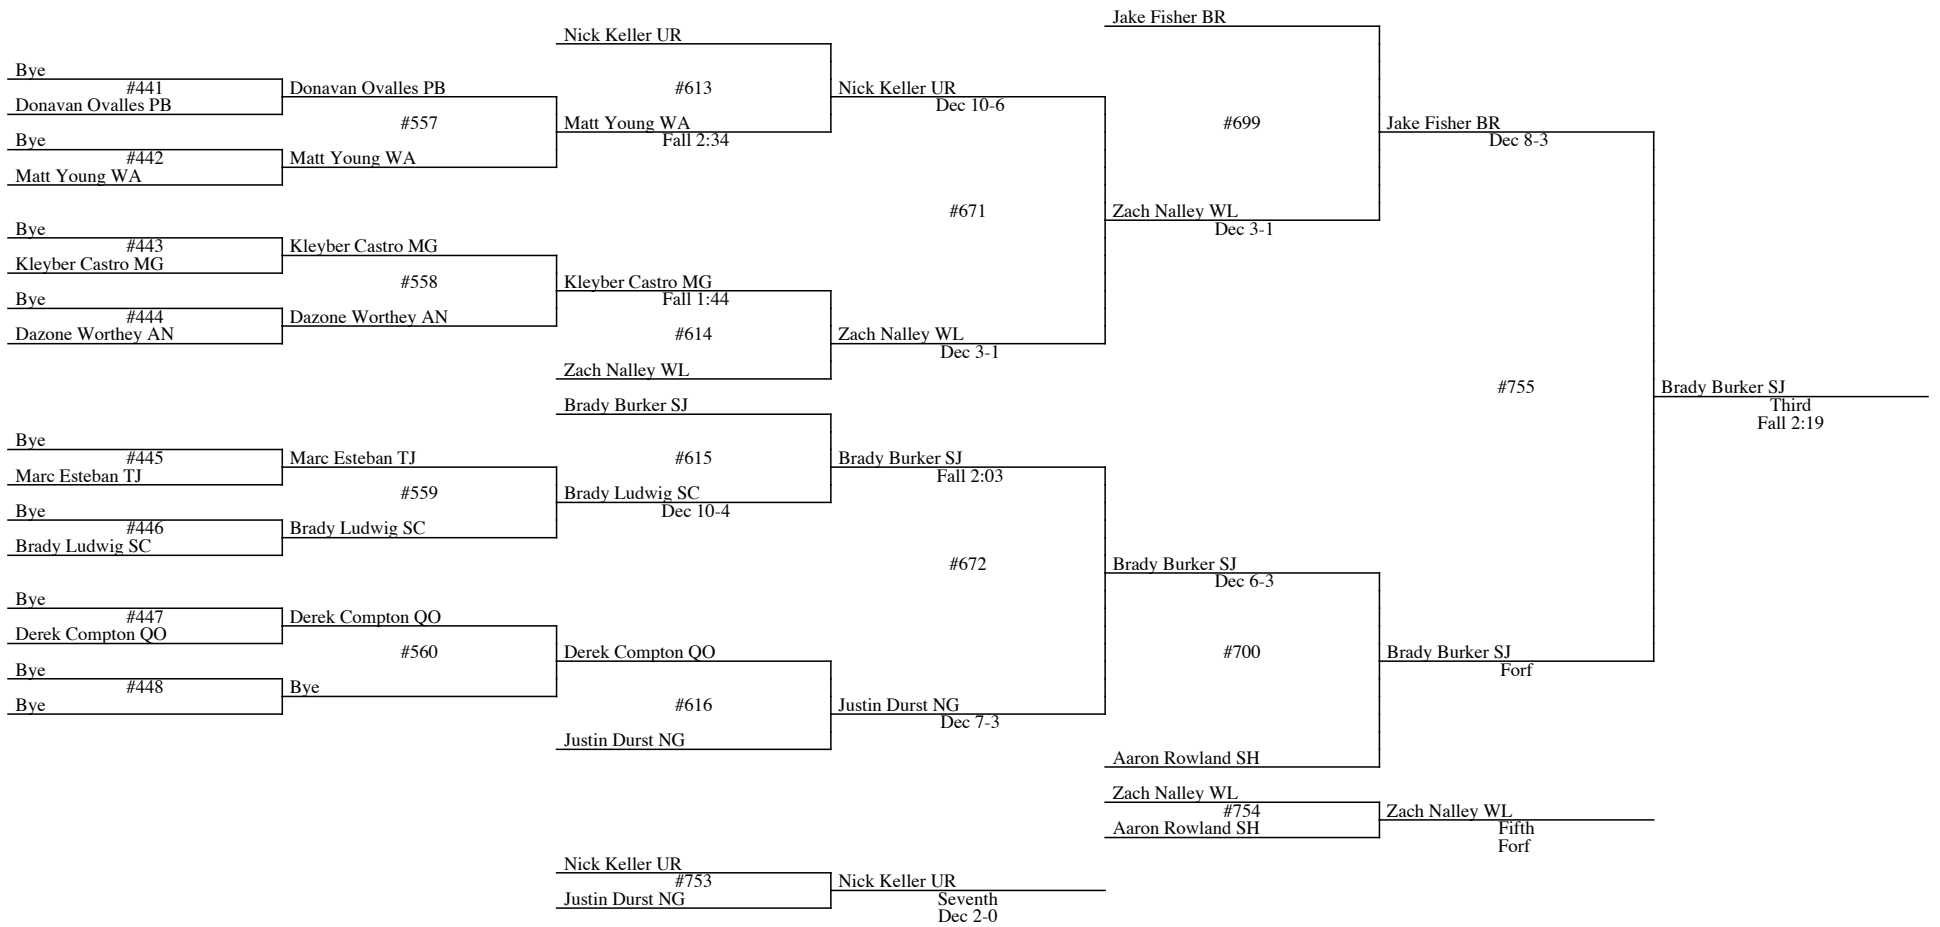 Jake Fisher BR
Nick Keller UR
Bye
#441
Donavan Ovalles PB
#613
Nick Keller UR
Donavan Ovalles PB
Dec 10-6
#557
Matt Young WA
#699
Jake Fisher BR
Bye
Fall 2:34
Dec 8-3
#442
Matt Young WA
Matt Young WA
#671
Zach Nalley WL
Bye
Dec 3-1
#443
Kleyber Castro MG
Kleyber Castro MG
#558
Kleyber Castro MG
Bye
Fall 1:44
#444
Dazone Worthey AN
Dazone Worthey AN
#614
Zach Nalley WL
Dec 3-1
Zach Nalley WL
#755
Brady Burker SJ
Brady Burker SJ
Third
Fall 2:19
Bye
#445
Marc Esteban TJ
#615
Brady Burker SJ
Marc Esteban TJ
Fall 2:03
#559
Brady Ludwig SC
Bye
Dec 10-4
#446
Brady Ludwig SC
Brady Ludwig SC
#672
Brady Burker SJ
Dec 6-3
Bye
#447
Derek Compton QO
Derek Compton QO
#560
Derek Compton QO
#700
Brady Burker SJ
Bye
Forf
#448
Bye
Bye
#616
Justin Durst NG
Dec 7-3
Justin Durst NG
Aaron Rowland SH
Zach Nalley WL
#754
Zach Nalley WL
Aaron Rowland SH
Fifth
Forf
Nick Keller UR
#753
Nick Keller UR
Justin Durst NG
Seventh
Dec 2-0